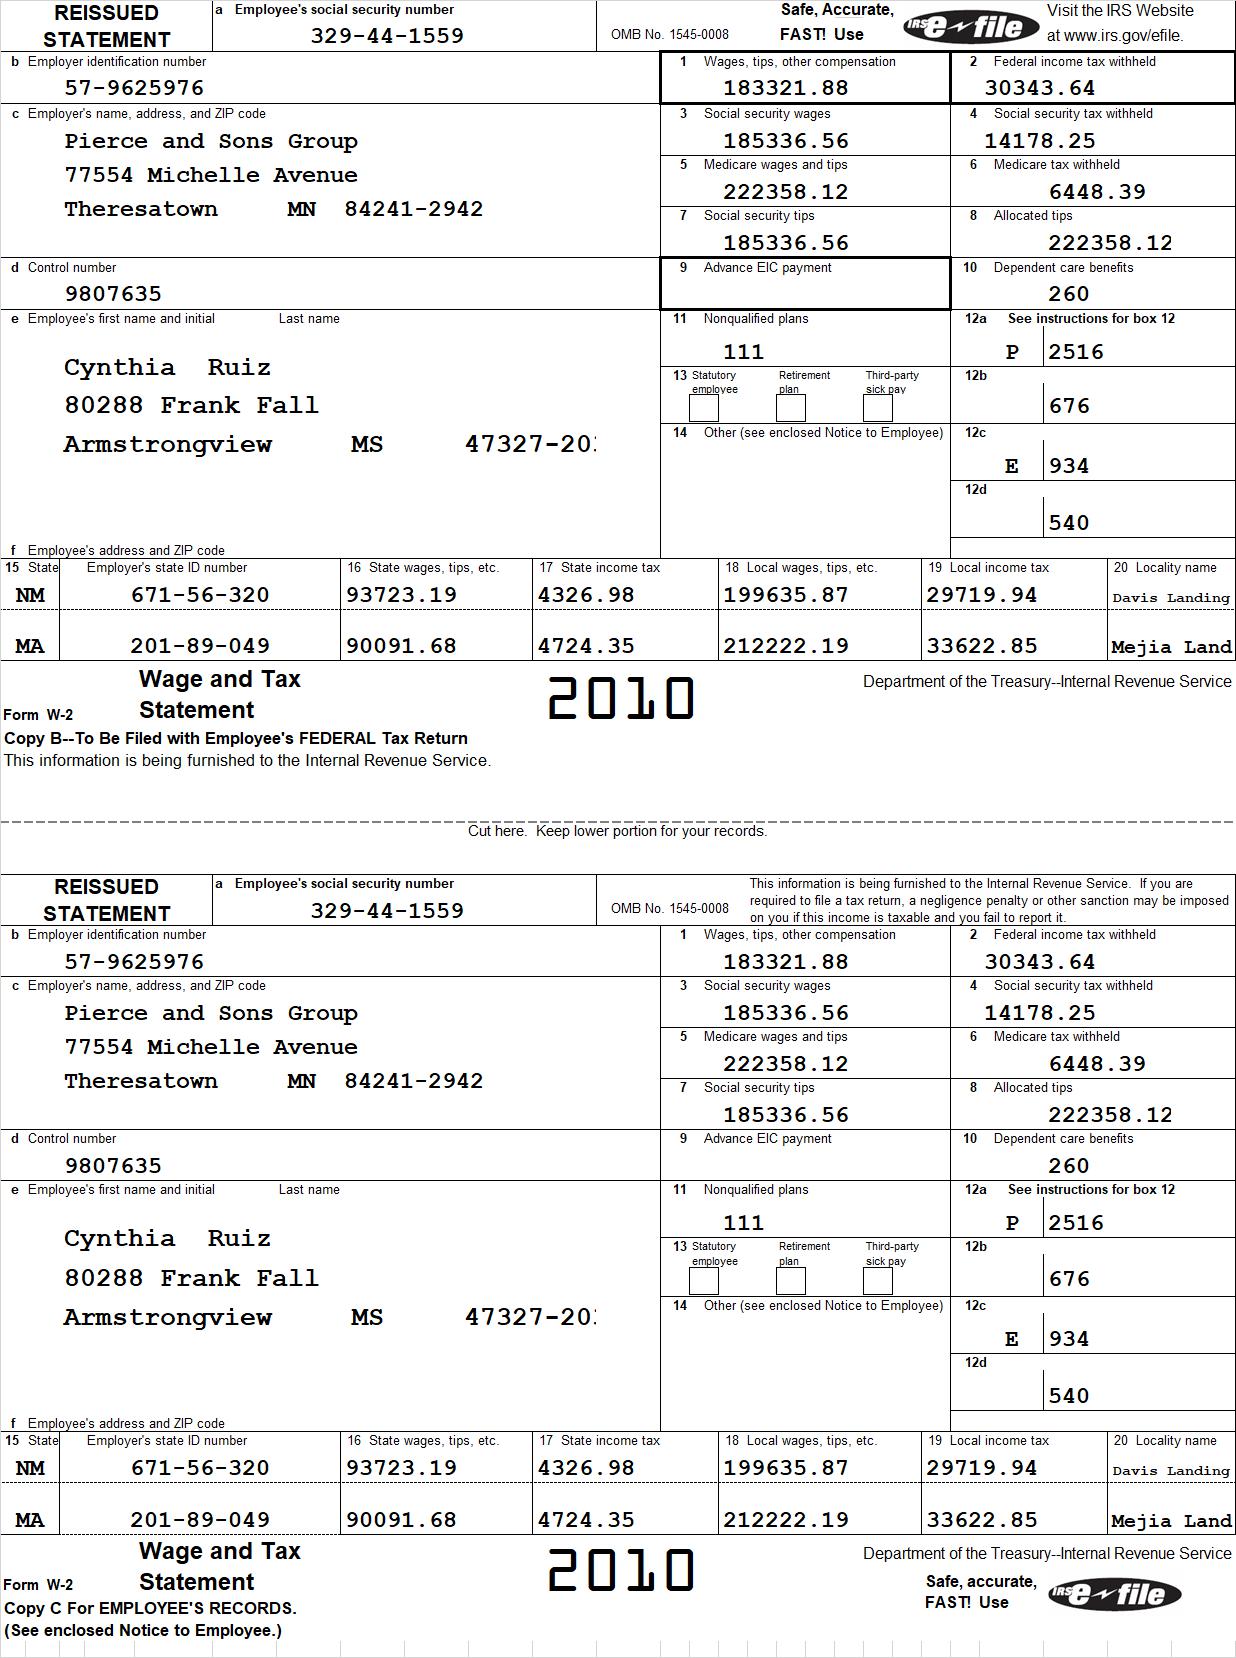 REISSUED STATEMENT
a Employee's social security number
329-44-1559
OMB No. 1545-0008
Safe, Accurate, FAST! Use
IRS e-file
Visit the IRS Website at www.irs.gov/efile.
b Employer identification number
57-9625976
1 Wages, tips, other compensation
183321.88
2 Federal income tax withheld
30343.64
c Employer's name, address, and ZIP code
Pierce and Sons Group
77554 Michelle Avenue
Theresatown MN 84241-2942
3 Social security wages
185336.56
4 Social security tax withheld
14178.25
5 Medicare wages and tips
222358.12
6 Medicare tax withheld
6448.39
7 Social security tips
185336.56
8 Allocated tips
222358.12
d Control number
9807635
9 Advance EIC payment
10 Dependent care benefits
260
e Employee's first name and initial Last name
Cynthia Ruiz
80288 Frank Fall
Armstrongview MS 47327-20
f Employee's address and ZIP code
11 Nonqualified plans
111
12a See instructions for box 12
P 2516
13 Statutory employee Retirement plan Third-party sick pay
12b
676
14 Other (see enclosed Notice to Employee)
12c
E 934
12d
540
15 State Employer's state ID number 16 State wages, tips, etc. 17 State income tax 18 Local wages, tips, etc. 19 Local income tax 20 Locality name
NM 671-56-320 93723.19 4326.98 199635.87 29719.94 Davis Landing
MA 201-89-049 90091.68 4724.35 212222.19 33622.85 Mejia Land
Form W-2 Wage and Tax Statement
2010
Department of the Treasury--Internal Revenue Service
Copy B--To Be Filed with Employee's FEDERAL Tax Return
This information is being furnished to the Internal Revenue Service.
Cut here. Keep lower portion for your records.
REISSUED STATEMENT
a Employee's social security number
329-44-1559
OMB No. 1545-0008
This information is being furnished to the Internal Revenue Service. If you are
required to file a tax return, a negligence penalty or other sanction may be imposed
on you if this income is taxable and you fail to report it.
b Employer identification number
57-9625976
1 Wages, tips, other compensation
183321.88
2 Federal income tax withheld
30343.64
c Employer's name, address, and ZIP code
Pierce and Sons Group
77554 Michelle Avenue
Theresatown MN 84241-2942
3 Social security wages
185336.56
4 Social security tax withheld
14178.25
5 Medicare wages and tips
222358.12
6 Medicare tax withheld
6448.39
7 Social security tips
185336.56
8 Allocated tips
222358.12
d Control number
9807635
9 Advance EIC payment
10 Dependent care benefits
260
e Employee's first name and initial Last name
Cynthia Ruiz
80288 Frank Fall
Armstrongview MS 47327-20
f Employee's address and ZIP code
11 Nonqualified plans
111
12a See instructions for box 12
P 2516
13 Statutory employee Retirement plan Third-party sick pay
12b
676
14 Other (see enclosed Notice to Employee)
12c
E 934
12d
540
15 State Employer's state ID number 16 State wages, tips, etc. 17 State income tax 18 Local wages, tips, etc. 19 Local income tax 20 Locality name
NM 671-56-320 93723.19 4326.98 199635.87 29719.94 Davis Landing
MA 201-89-049 90091.68 4724.35 212222.19 33622.85 Mejia Land
Form W-2 Wage and Tax Statement
2010
Department of the Treasury--Internal Revenue Service
Safe, accurate, FAST! Use
IRS e-file
Copy C For EMPLOYEE'S RECORDS.
(See enclosed Notice to Employee.)